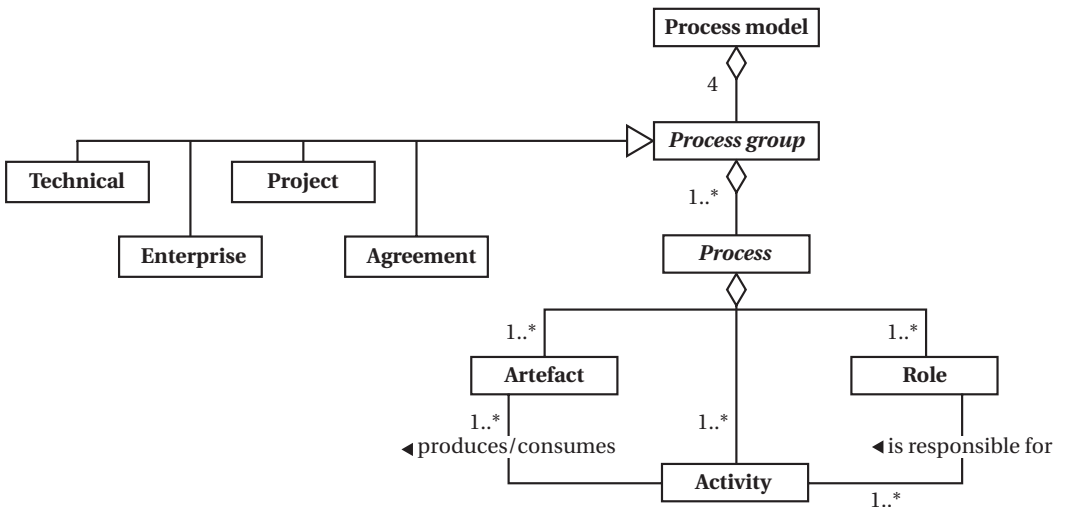 Process model
4
Process group
Technical
Project
1..*
Enterprise
Agreement
Process
1..*
1..*
Artefact
Role
1..*
1..*
◄ produces/consumes
◄ is responsible for
Activity
1..*